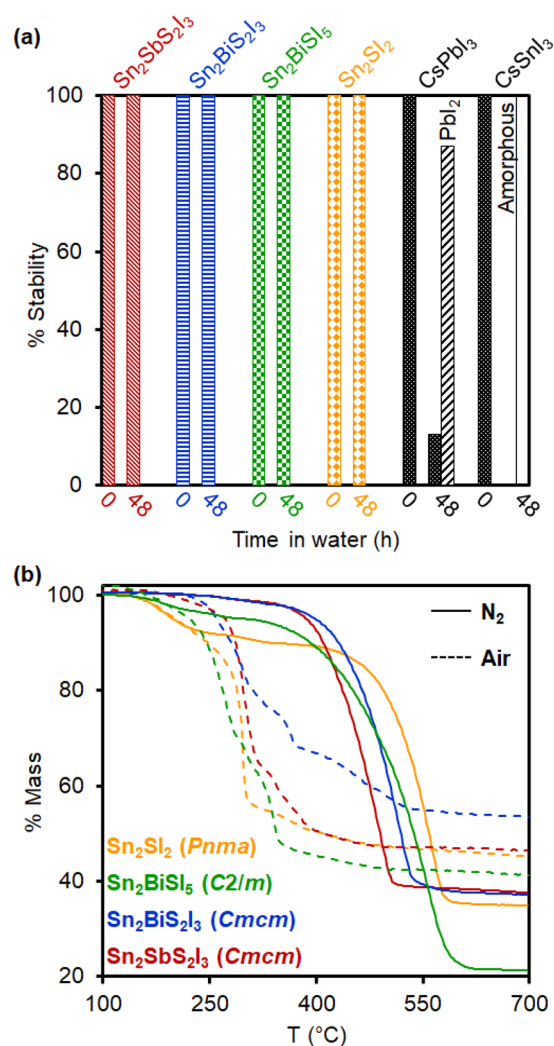 (a)
Sn₂SbS₂I₃ Sn₂BiS₂I₃ Sn₂BiSI₅ Sn₂SI₂ CsPbI₃ CsSnI₃
100
80
60
40
20
0
% Stability
PbI₂
Amorphous
0 48 0 48 0 48 0 48 0 48 0 48
Time in water (h)
(b)
100
80
60
40
20
% Mass
N₂
Air
Sn₂SI₂ (Pnma)
Sn₂BiSI₅ (C2/m)
Sn₂BiS₂I₃ (Cmcm)
Sn₂SbS₂I₃ (Cmcm)
100 250 400 550 700
T (°C)